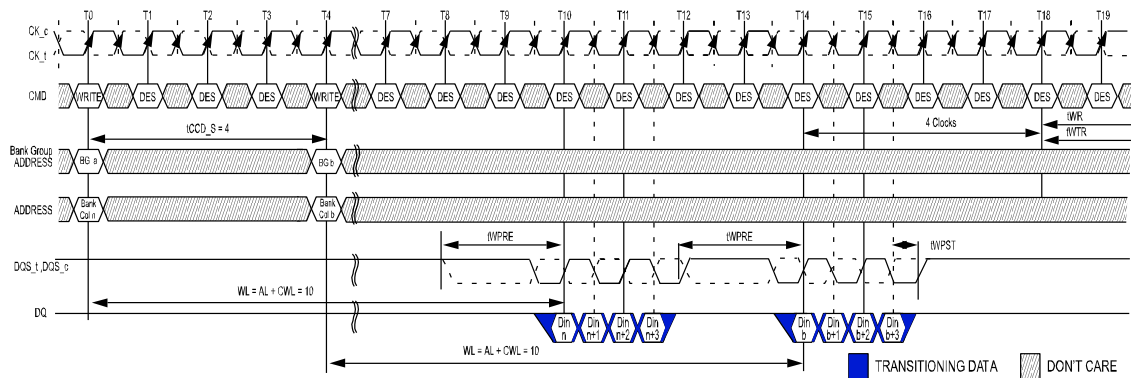 T0 T1 T2 T3 T4 T7 T8 T9 T10 T11 T12 T13 T14 T15 T16 T17 T18 T19
CK_c
CK_t
CMD WRITE DES DES DES WRITE DES DES DES DES DES DES DES DES DES DES DES DES DES
tCCD_S = 4
4 Clocks
tWR
tWTR
Bank Group
ADDRESS BG a BG b
ADDRESS Bank Col n Bank Col b
tWPRE tWPRE tWPST
DQS_t ,DQS_c
WL = AL + CWL = 10
DQ Din n Din n+1 Din n+2 Din n+3 Din b Din b+1 Din b+2 Din b+3
WL = AL + CWL = 10
TRANSITIONING DATA DON'T CARE